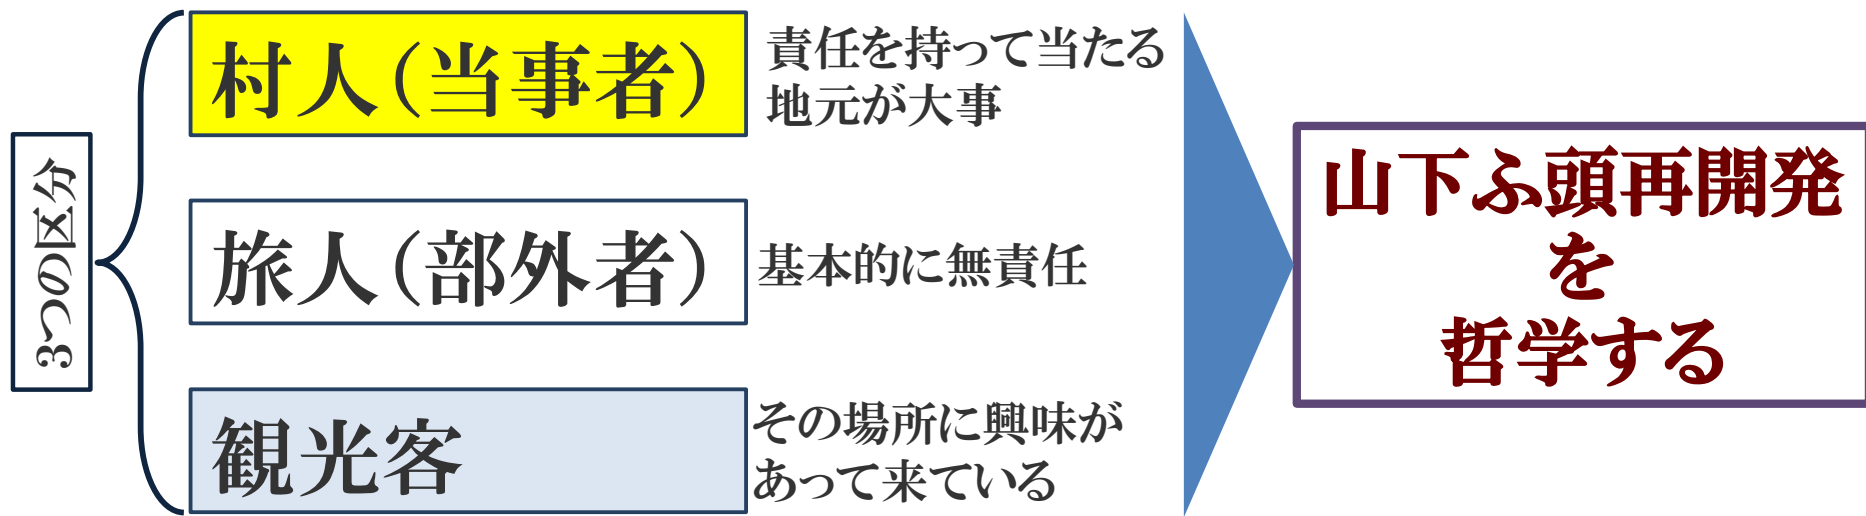 3つの区分
村人（当事者）
責任を持って当たる
地元が大事
旅人（部外者）
基本的に無責任
観光客
その場所に興味が
あって来ている
山下ふ頭再開発
を
哲学する